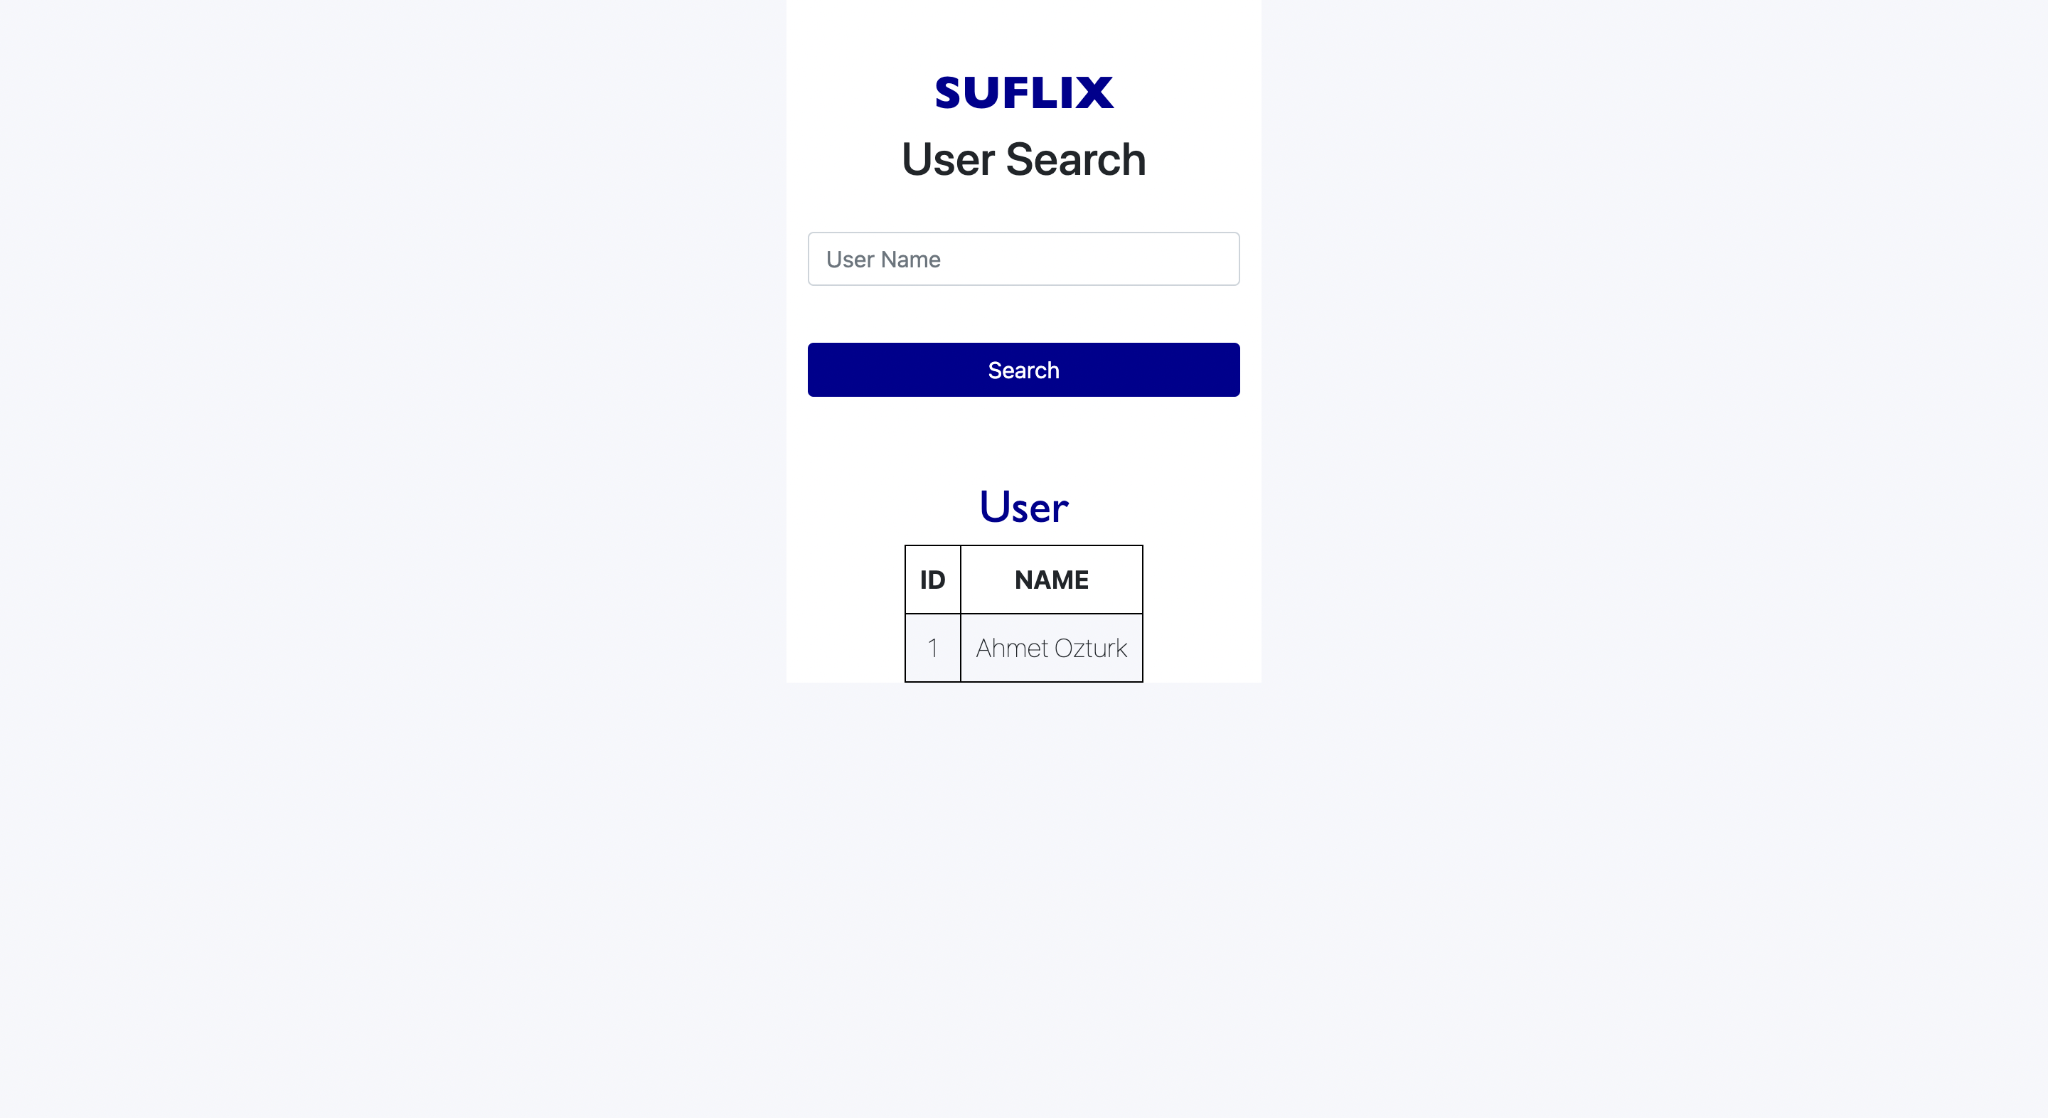 SUFLIX
User Search
User Name
Search
User
ID NAME
1 Ahmet Ozturk